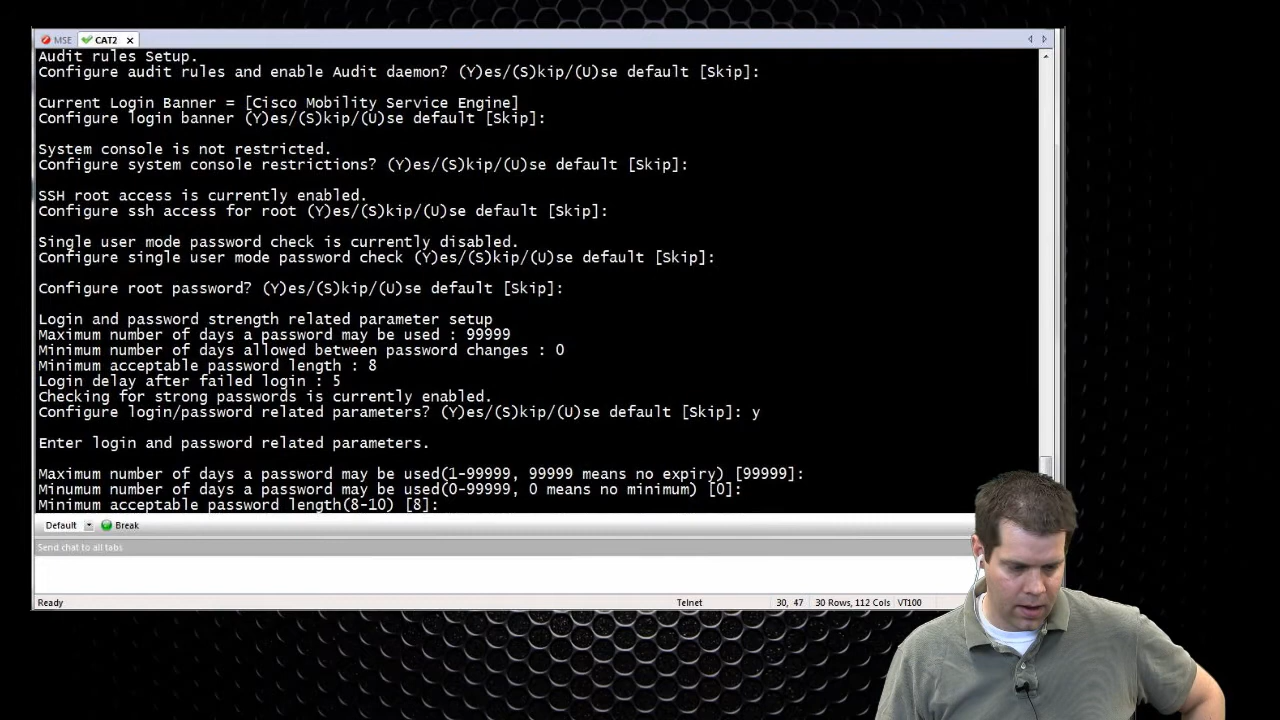 MSE CAT2
Audit rules Setup.
Configure audit rules and enable Audit daemon? (Y)es/(S)kip/(U)se default [Skip]:
Current Login Banner = [Cisco Mobility Service Engine]
Configure login banner (Y)es/(S)kip/(U)se default [Skip]:
System console is not restricted.
Configure system console restrictions? (Y)es/(S)kip/(U)se default [Skip]:
SSH root access is currently enabled.
Configure ssh access for root (Y)es/(S)kip/(U)se default [Skip]:
Single user mode password check is currently disabled.
Configure single user mode password check (Y)es/(S)kip/(U)se default [Skip]:
Configure root password? (Y)es/(S)kip/(U)se default [Skip]:
Login and password strength related parameter setup
Maximum number of days a password may be used : 99999
Minimum number of days allowed between password changes : 0
Minimum acceptable password length : 8
Login delay after failed login : 5
Checking for strong passwords is currently enabled.
Configure login/password related parameters? (Y)es/(S)kip/(U)se default [Skip]: y
Enter login and password related parameters.
Maximum number of days a password may be used(1-99999, 99999 means no expiry) [99999]:
Minumum number of days a password may be used(0-99999, 0 means no minimum) [0]:
Minimum acceptable password length(8-10) [8]:
Default Break
Send chat to all tabs
Ready Telnet 30, 47 30 Rows, 112 Cols VT100